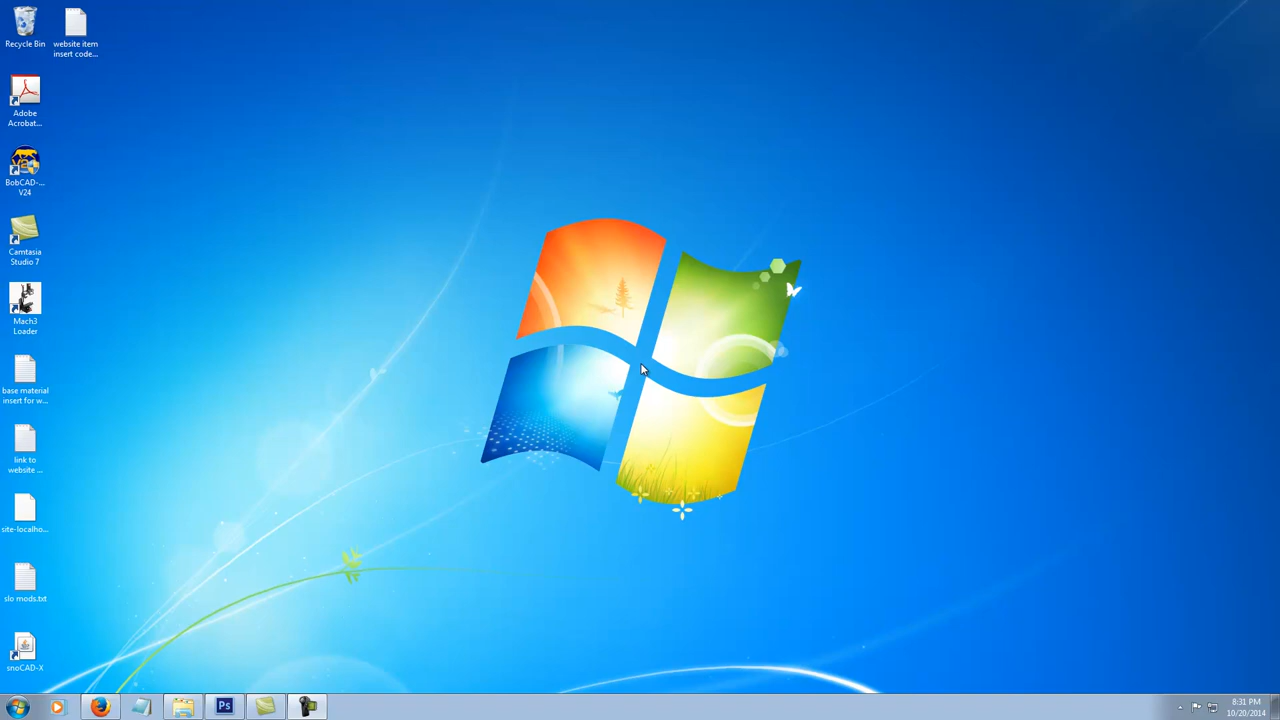 Recycle Bin
website item
insert code...
Adobe
Acrobat...
BobCAD-...
V24
Camtasia
Studio 7
Mach3
Loader
base material
insert for w...
link to
website ...
site-localho...
slo mods.txt
snoCAD-X
Ps
8:31 PM
10/20/2014